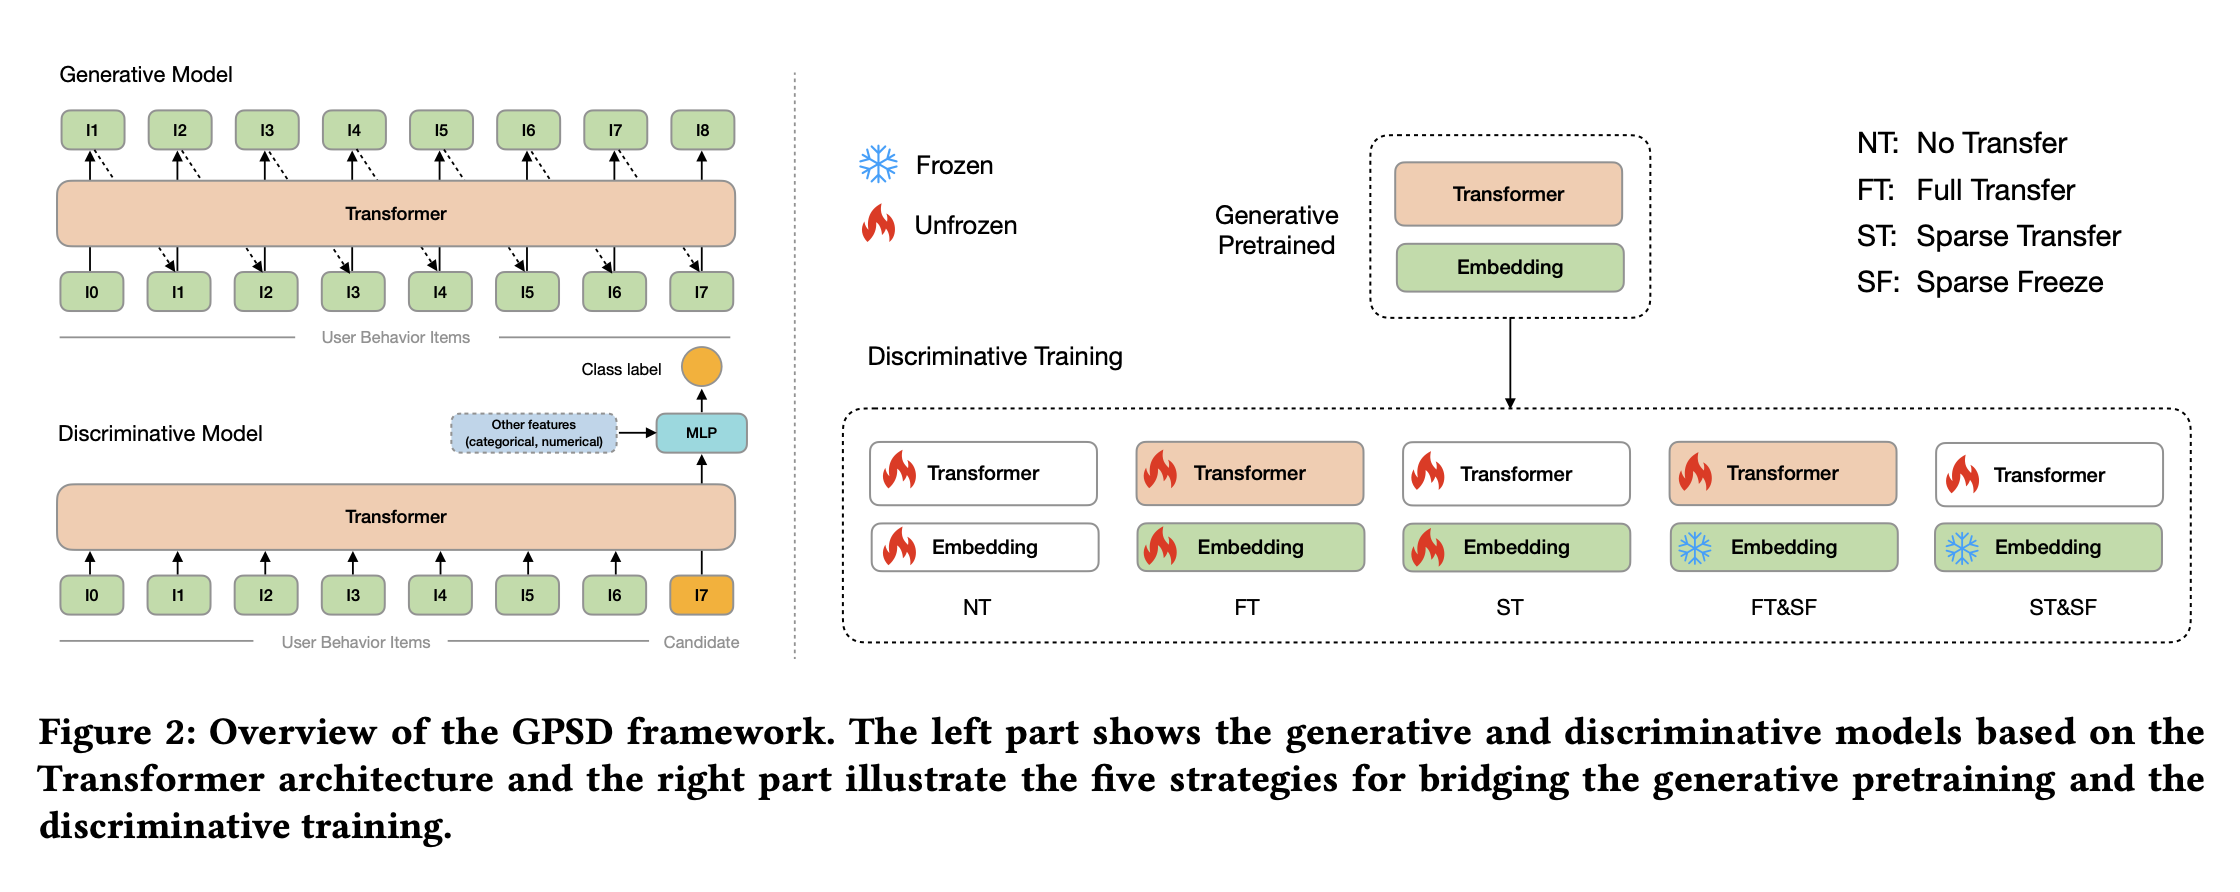 Generative Model
I1 I2 I3 I4 I5 I6 I7 I8
Transformer
I0 I1 I2 I3 I4 I5 I6 I7
User Behavior Items
Class label
Discriminative Model
Other features
(categorical, numerical)
MLP
Transformer
I0 I1 I2 I3 I4 I5 I6 I7
User Behavior Items
Candidate
Frozen
Unfrozen
Generative
Pretrained
Transformer
Embedding
NT: No Transfer
FT: Full Transfer
ST: Sparse Transfer
SF: Sparse Freeze
Discriminative Training
Transformer Transformer Transformer Transformer Transformer
Embedding Embedding Embedding Embedding Embedding
NT FT ST FT&SF ST&SF
Figure 2: Overview of the GPSD framework. The left part shows the generative and discriminative models based on the
Transformer architecture and the right part illustrate the five strategies for bridging the generative pretraining and the
discriminative training.